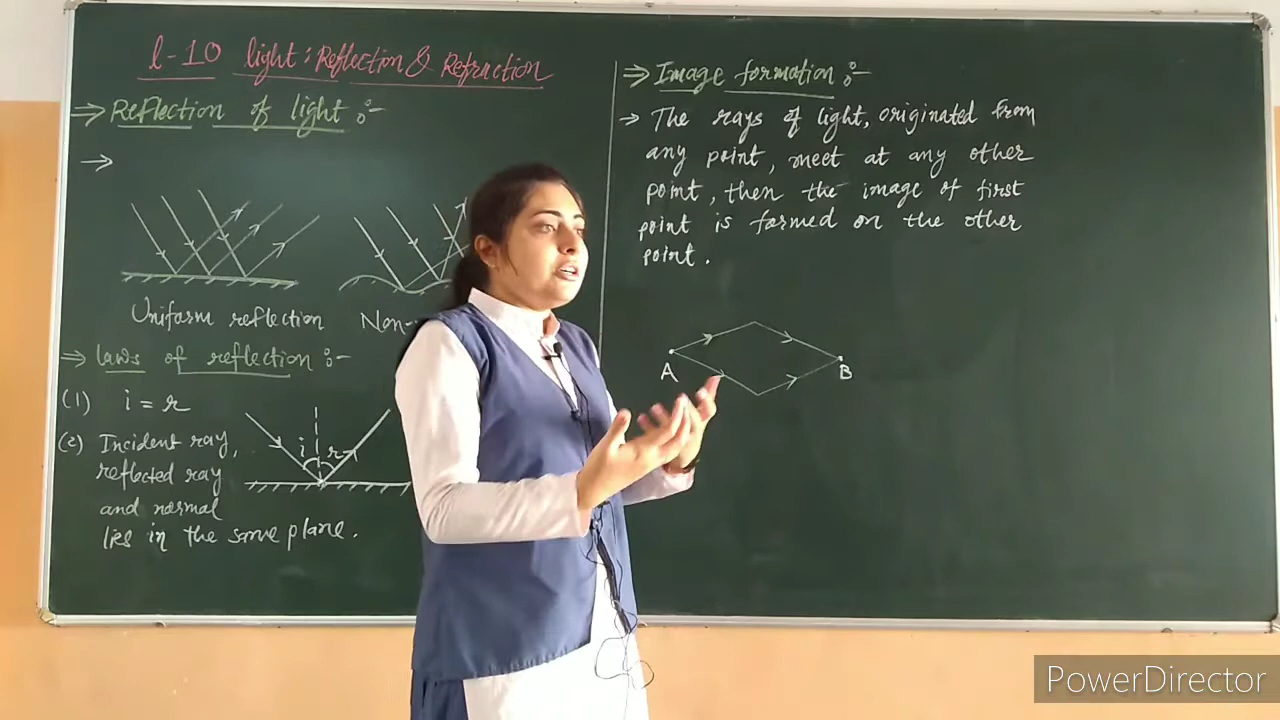 l-10 light: Reflection & Refraction
⇒ Reflection of light :-
→
Uniform reflection
Non-
⇒ laws of reflection :-
(1) i = r
(2) Incident ray,
reflected ray
and normal
lies in the same plane.
i r
⇒ Image formation :-
→ The rays of light, originated from
any point, meet at any other
point, then the image of first
point is formed on the other
point.
A B
PowerDirector